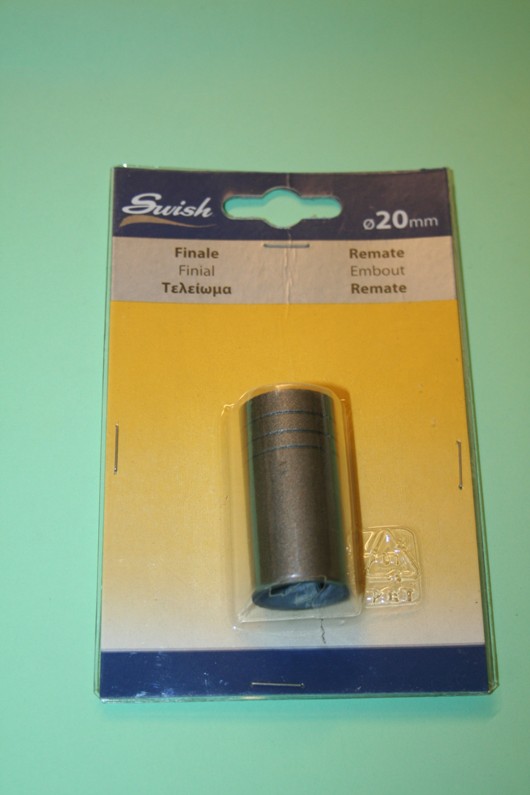 Swish
ø20mm
Finale
Finial
Τελείωμα
Remate
Embout
Remate